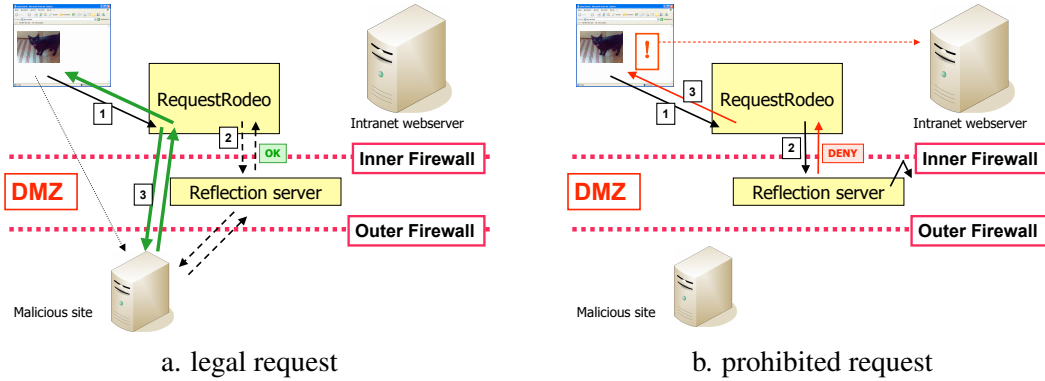 1
RequestRodeo
2
OK
Intranet webserver
Inner Firewall
DMZ
3
Reflection server
Outer Firewall
Malicious site
a. legal request
!
1
3
RequestRodeo
2
DENY
Intranet webserver
Inner Firewall
DMZ
Reflection server
Outer Firewall
Malicious site
b. prohibited request